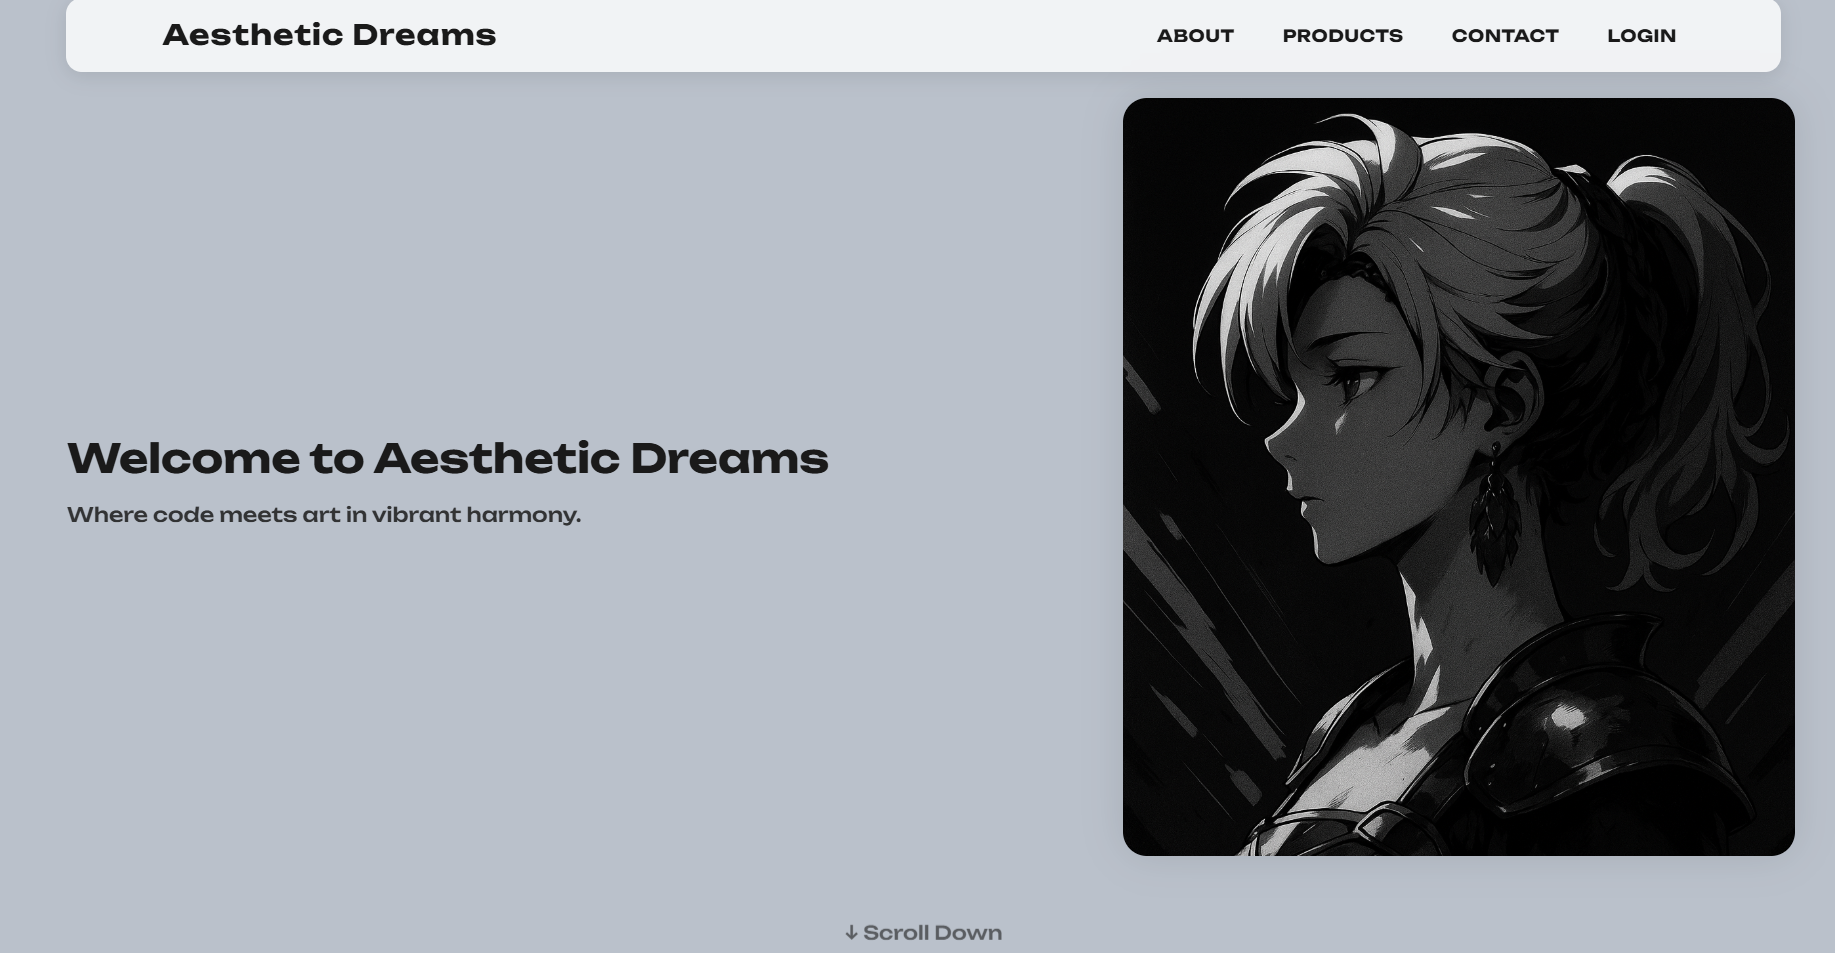 Aesthetic Dreams
ABOUT PRODUCTS CONTACT LOGIN
Welcome to Aesthetic Dreams
Where code meets art in vibrant harmony.
↓ Scroll Down